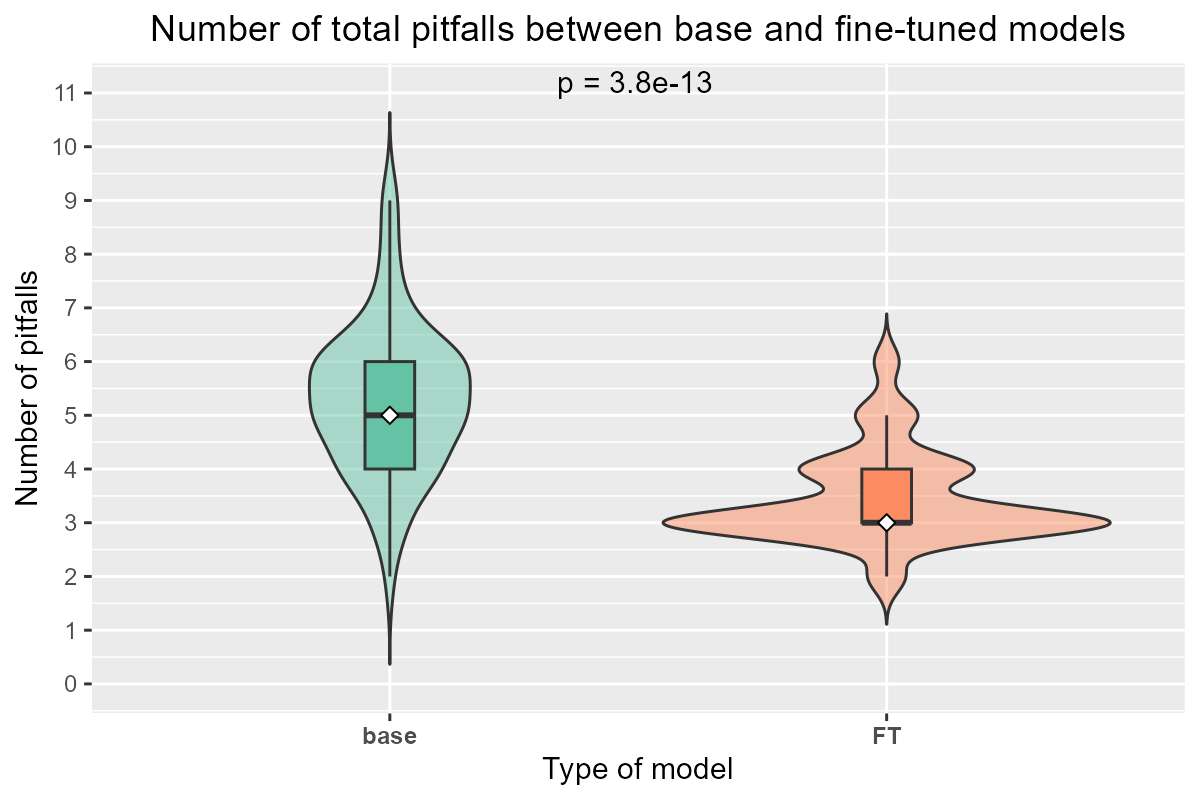 Number of total pitfalls between base and fine-tuned models
p = 3.8e-13
11
10
9
8
7
6
5
4
3
2
1
0
Number of pitfalls
base
FT
Type of model